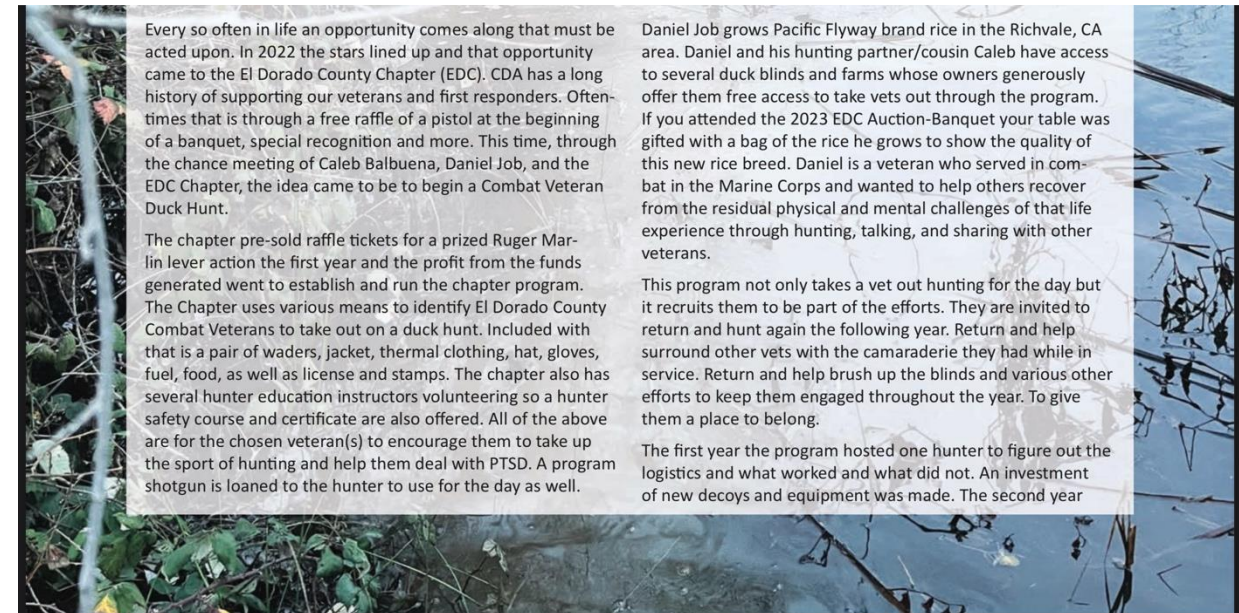 Every so often in life an opportunity comes along that must be
acted upon. In 2022 the stars lined up and that opportunity
came to the El Dorado County Chapter (EDC). CDA has a long
history of supporting our veterans and first responders. Often-
times that is through a free raffle of a pistol at the beginning
of a banquet, special recognition and more. This time, through
the chance meeting of Caleb Balbuena, Daniel Job, and the
EDC Chapter, the idea came to be to begin a Combat Veteran
Duck Hunt.
The chapter pre-sold raffle tickets for a prized Ruger Mar-
lin lever action the first year and the profit from the funds
generated went to establish and run the chapter program.
The Chapter uses various means to identify El Dorado County
Combat Veterans to take out on a duck hunt. Included with
that is a pair of waders, jacket, thermal clothing, hat, gloves,
fuel, food, as well as license and stamps. The chapter also has
several hunter education instructors volunteering so a hunter
safety course and certificate are also offered. All of the above
are for the chosen veteran(s) to encourage them to take up
the sport of hunting and help them deal with PTSD. A program
shotgun is loaned to the hunter to use for the day as well.
Daniel Job grows Pacific Flyway brand rice in the Richvale, CA
area. Daniel and his hunting partner/cousin Caleb have access
to several duck blinds and farms whose owners generously
offer them free access to take vets out through the program.
If you attended the 2023 EDC Auction-Banquet your table was
gifted with a bag of the rice he grows to show the quality of
this new rice breed. Daniel is a veteran who served in com-
bat in the Marine Corps and wanted to help others recover
from the residual physical and mental challenges of that life
experience through hunting, talking, and sharing with other
veterans.
This program not only takes a vet out hunting for the day but
it recruits them to be part of the efforts. They are invited to
return and hunt again the following year. Return and help
surround other vets with the camaraderie they had while in
service. Return and help brush up the blinds and various other
efforts to keep them engaged throughout the year. To give
them a place to belong.
The first year the program hosted one hunter to figure out the
logistics and what worked and what did not. An investment
of new decoys and equipment was made. The second year